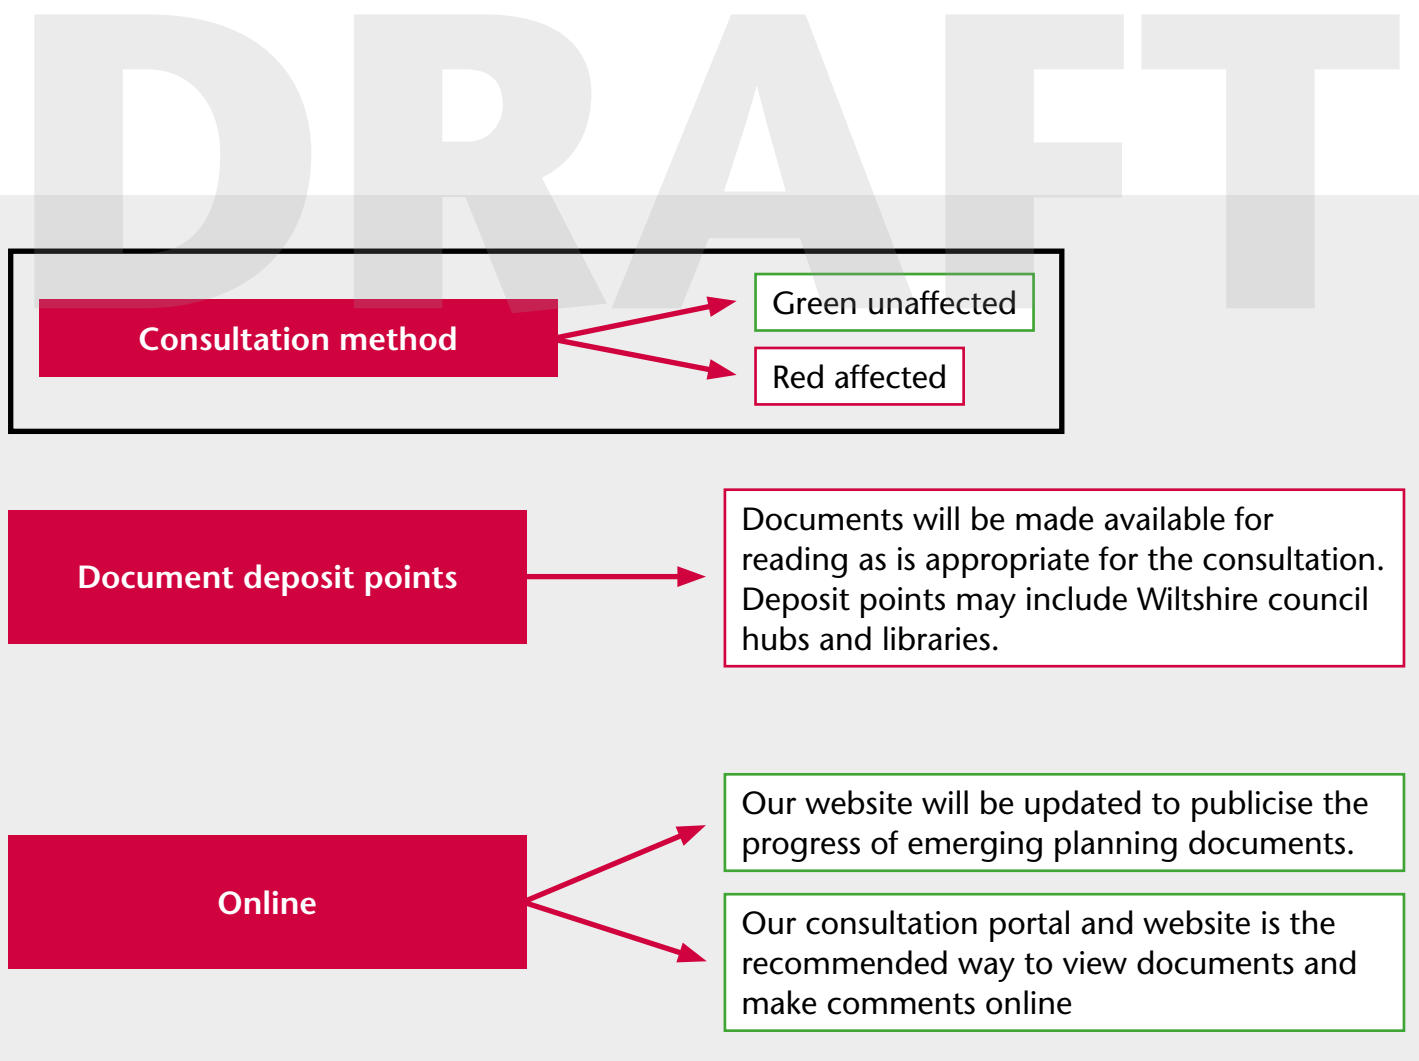 DRAFT
Consultation method
Green unaffected
Red affected
Document deposit points
Documents will be made available for
reading as is appropriate for the consultation.
Deposit points may include Wiltshire council
hubs and libraries.
Online
Our website will be updated to publicise the
progress of emerging planning documents.
Our consultation portal and website is the
recommended way to view documents and
make comments online